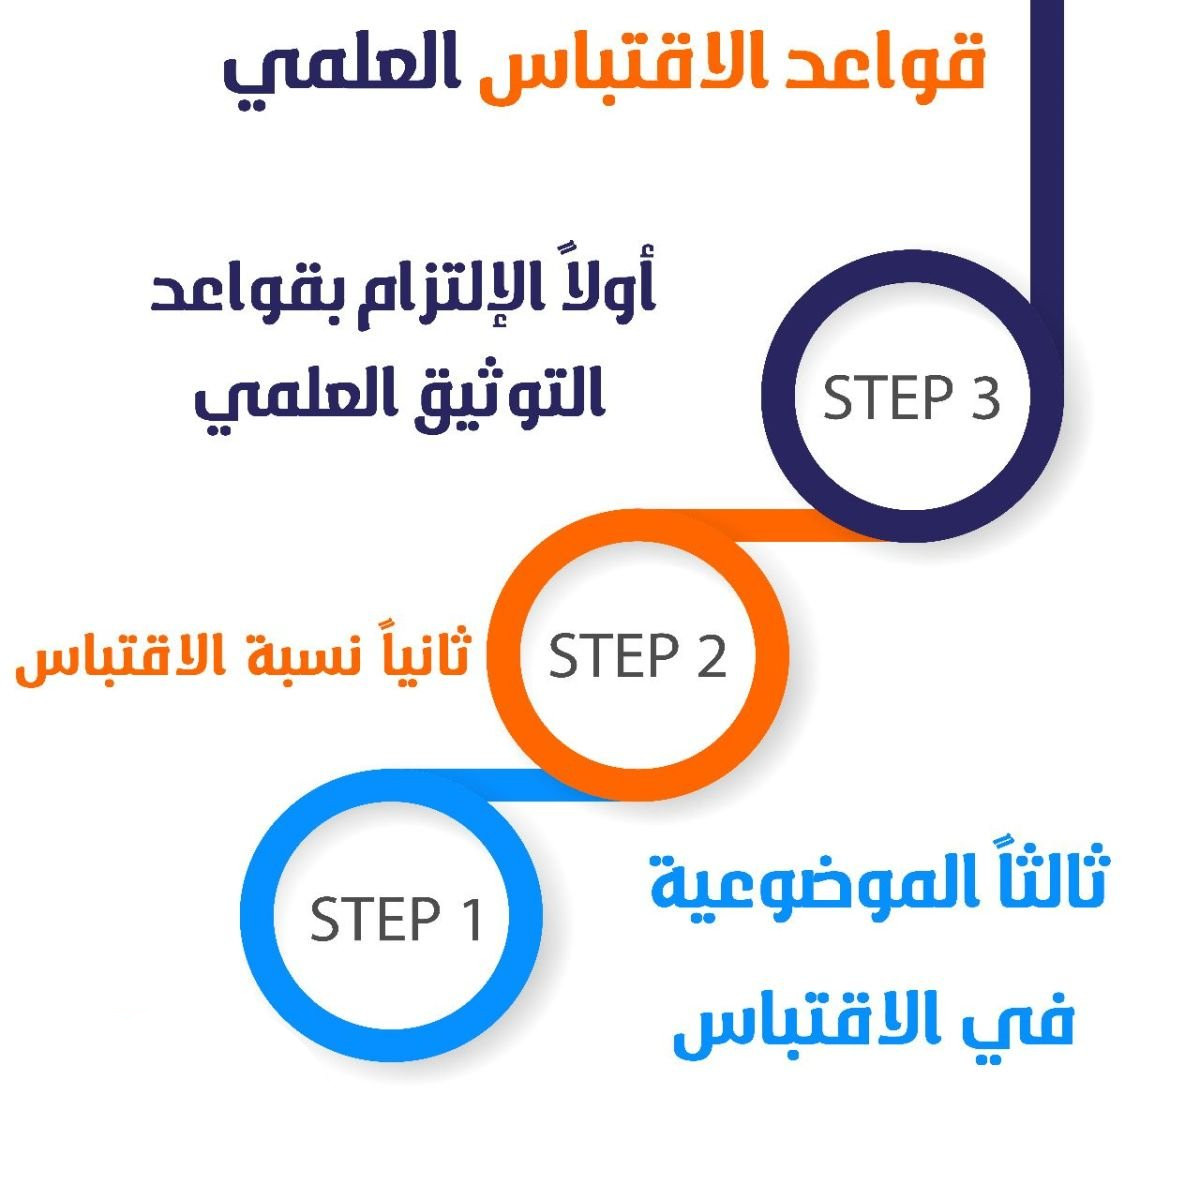 قواعد الاقتباس العلمي
أولاً الإلتزام بقواعد
التوثيق العلمي
STEP 3
ثانياً نسبة الاقتباس
STEP 2
ثالثاً الموضوعية
في الاقتباس
STEP 1